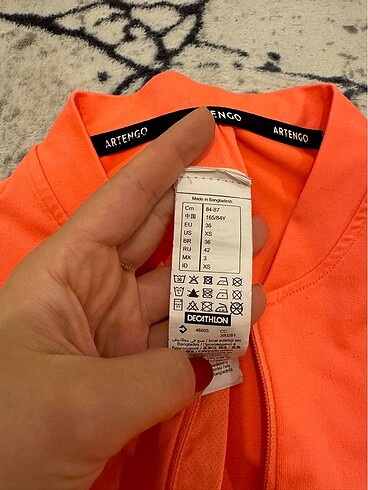 ARTENGO
ENGO
ARTENGO
Made in Bangladesh
Cm 84-87
中国 165/84Y
EU 36
US XS
BR 36
RU 42
MX 3
ID XS
DECATHLON
46605
Bangladeş /